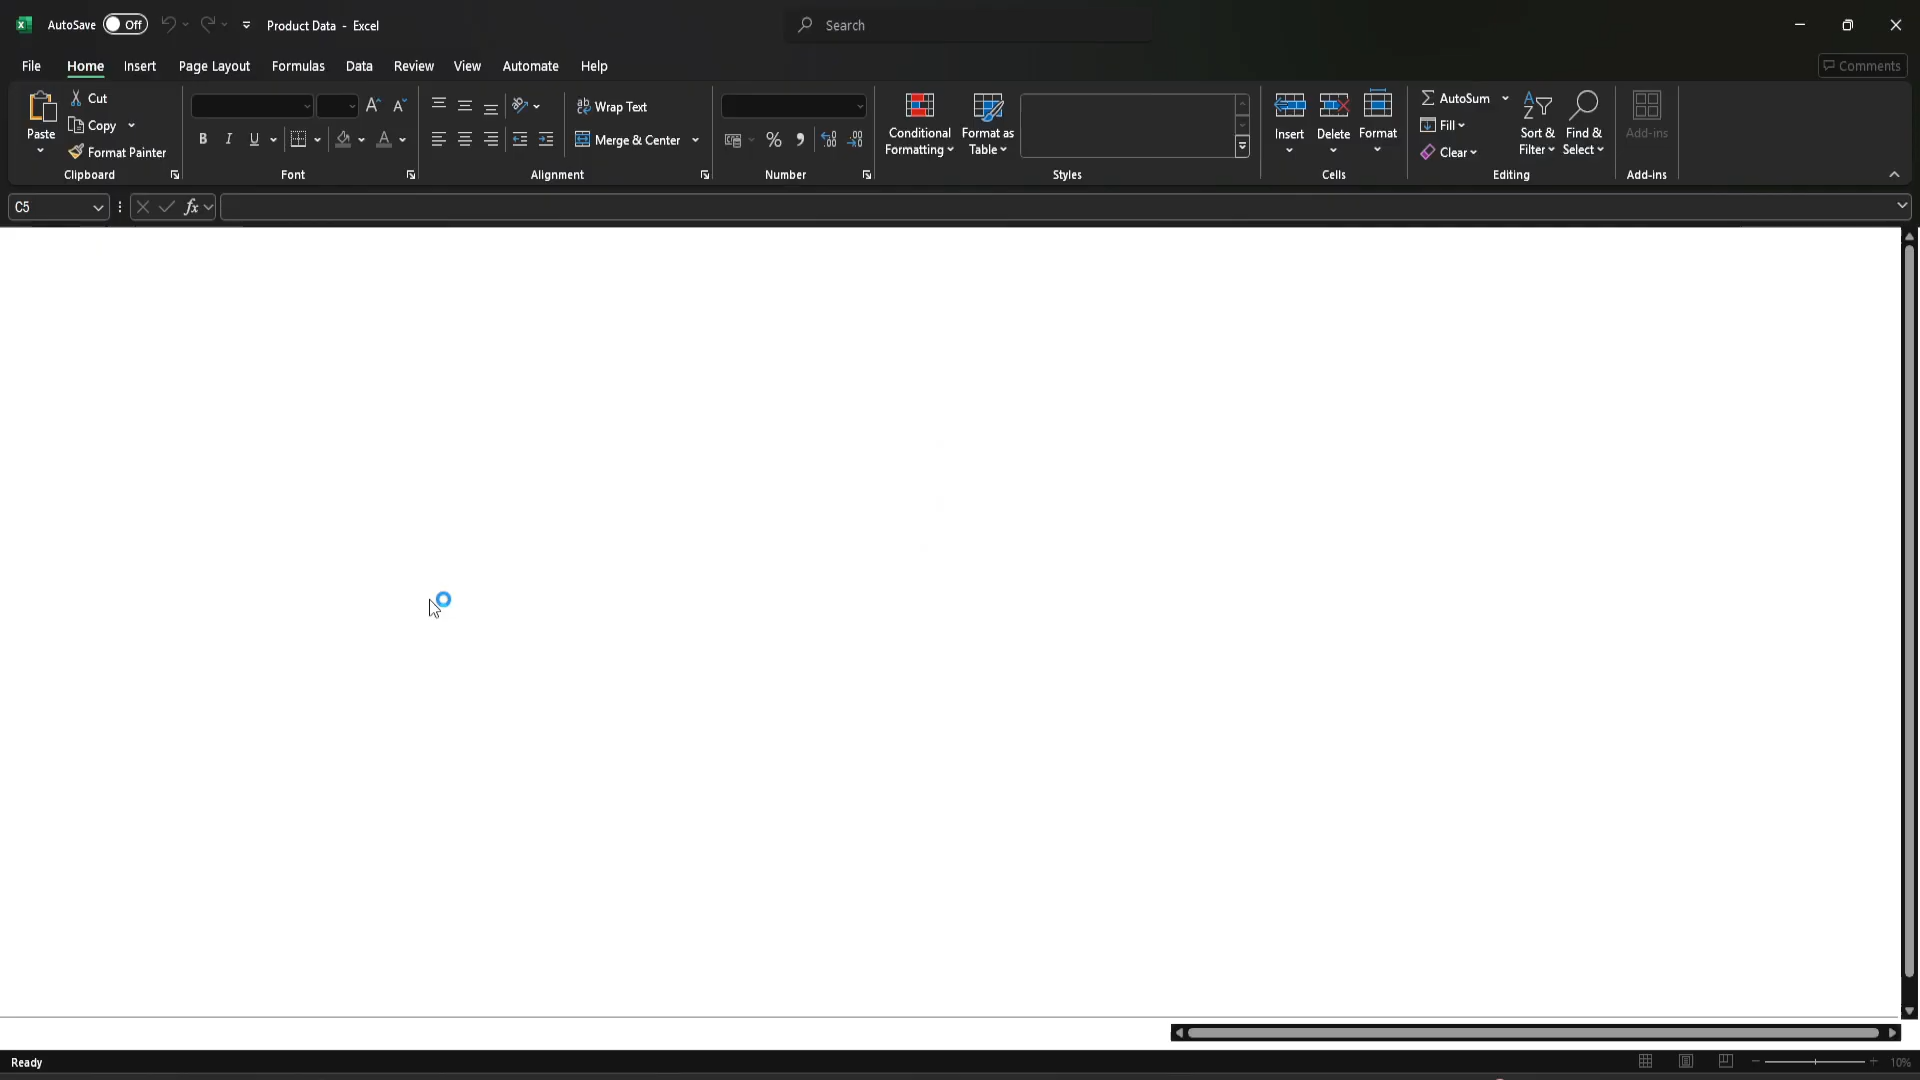 AutoSave Off Product Data - Excel Search
File Home Insert Page Layout Formulas Data Review View Automate Help Comments
Paste
Cut
Copy
Format Painter
Clipboard
B I U
Font
Wrap Text
Merge & Center
Alignment
%
Number
Conditional Formatting
Format as Table
Styles
Insert
Delete
Format
Cells
AutoSum
Fill
Clear
Sort & Filter
Find & Select
Editing
Add-ins
Add-ins
C5 fx
Ready 10%